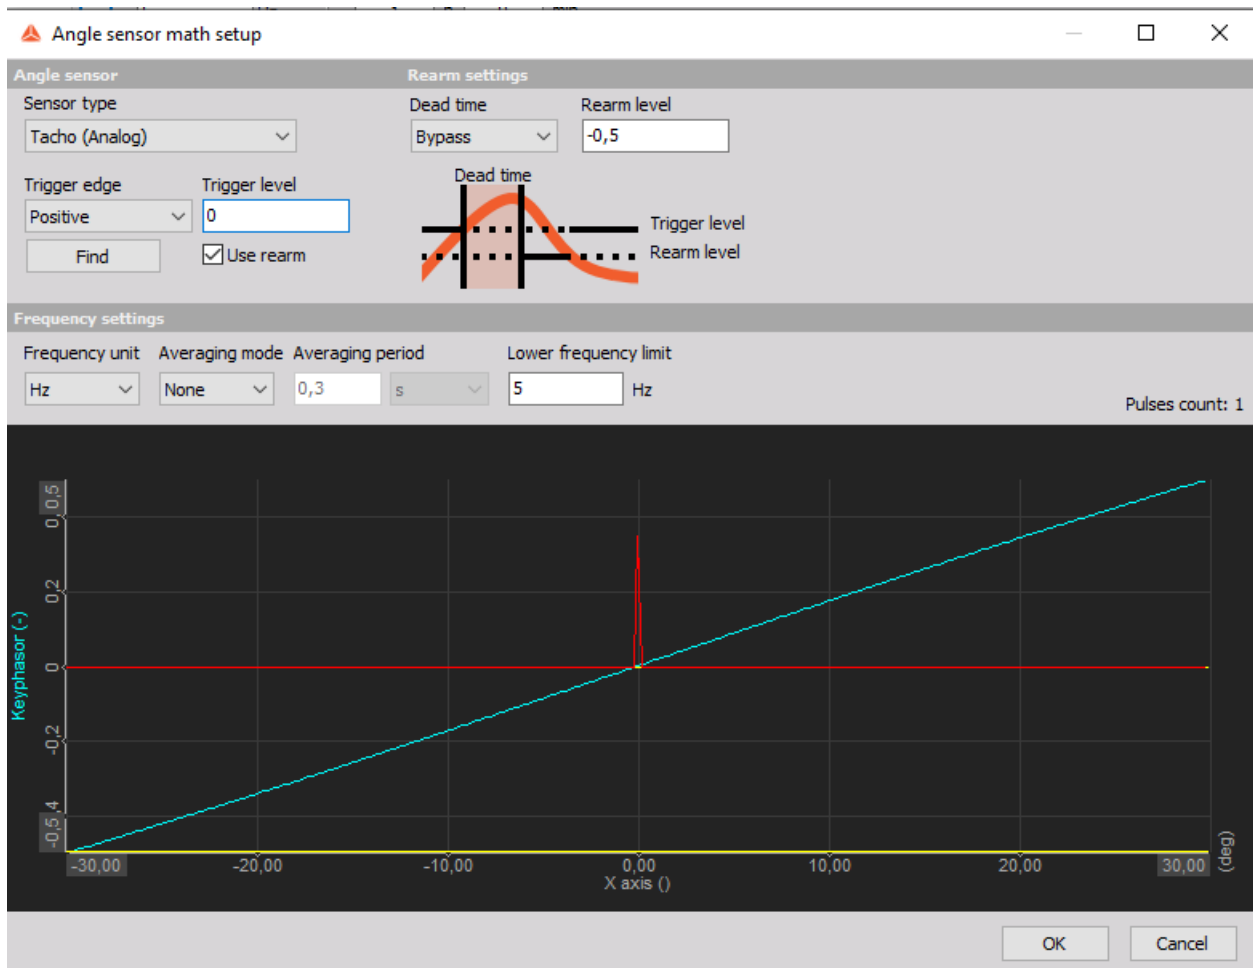 Angle sensor math setup
Angle sensor
Rearm settings
Sensor type
Dead time
Rearm level
Tacho (Analog)
Bypass
-0,5
Trigger edge
Trigger level
Dead time
Positive
0
Trigger level
Find
Use rearm
Rearm level
Frequency settings
Frequency unit
Averaging mode
Averaging period
Lower frequency limit
Hz
None
0,3
s
5
Hz
Pulses count: 1
0,5
0,2
0
-0,2
-0,5
Keyphasor (-)
-30,00
-20,00
-10,00
0,00
10,00
20,00
30,00
(deg)
X axis ()
OK
Cancel